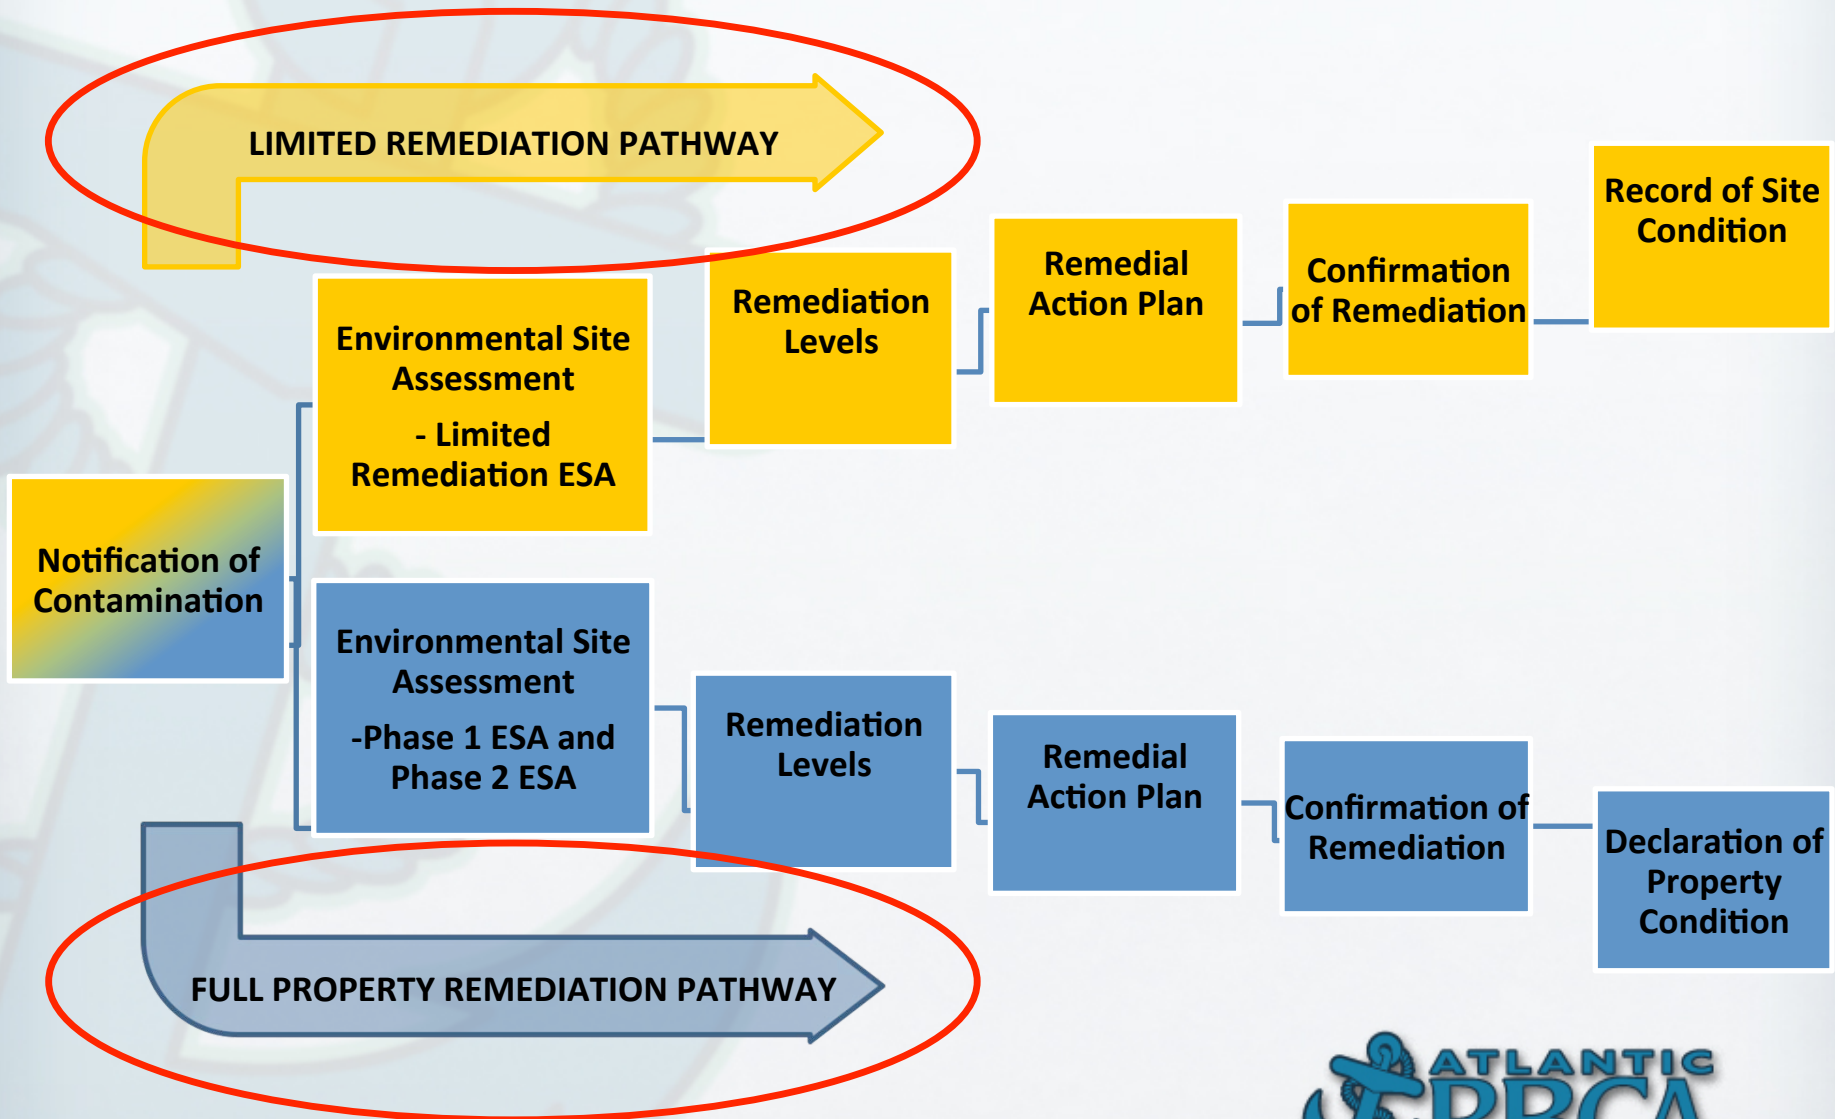 LIMITED REMEDIATION PATHWAY
Notification of
Contamination
Environmental Site
Assessment
- Limited
Remediation ESA
Remediation
Levels
Remedial
Action Plan
Confirmation
of Remediation
Record of Site
Condition
Environmental Site
Assessment
-Phase 1 ESA and
Phase 2 ESA
Remediation
Levels
Remedial
Action Plan
Confirmation of
Remediation
Declaration of
Property
Condition
FULL PROPERTY REMEDIATION PATHWAY
ATLANTIC
RBCA